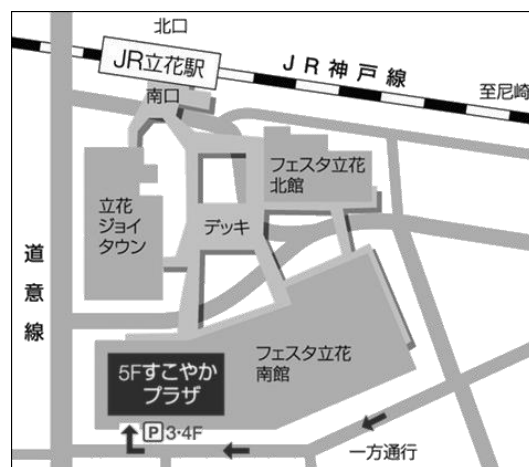 北口
JR立花駅
JR神戸線
南口
至尼崎
フェスタ立花
北館
立花
ジョイ
タウン
デッキ
道意線
フェスタ立花
南館
5Fすこやか
プラザ
P 3・4F
一方通行